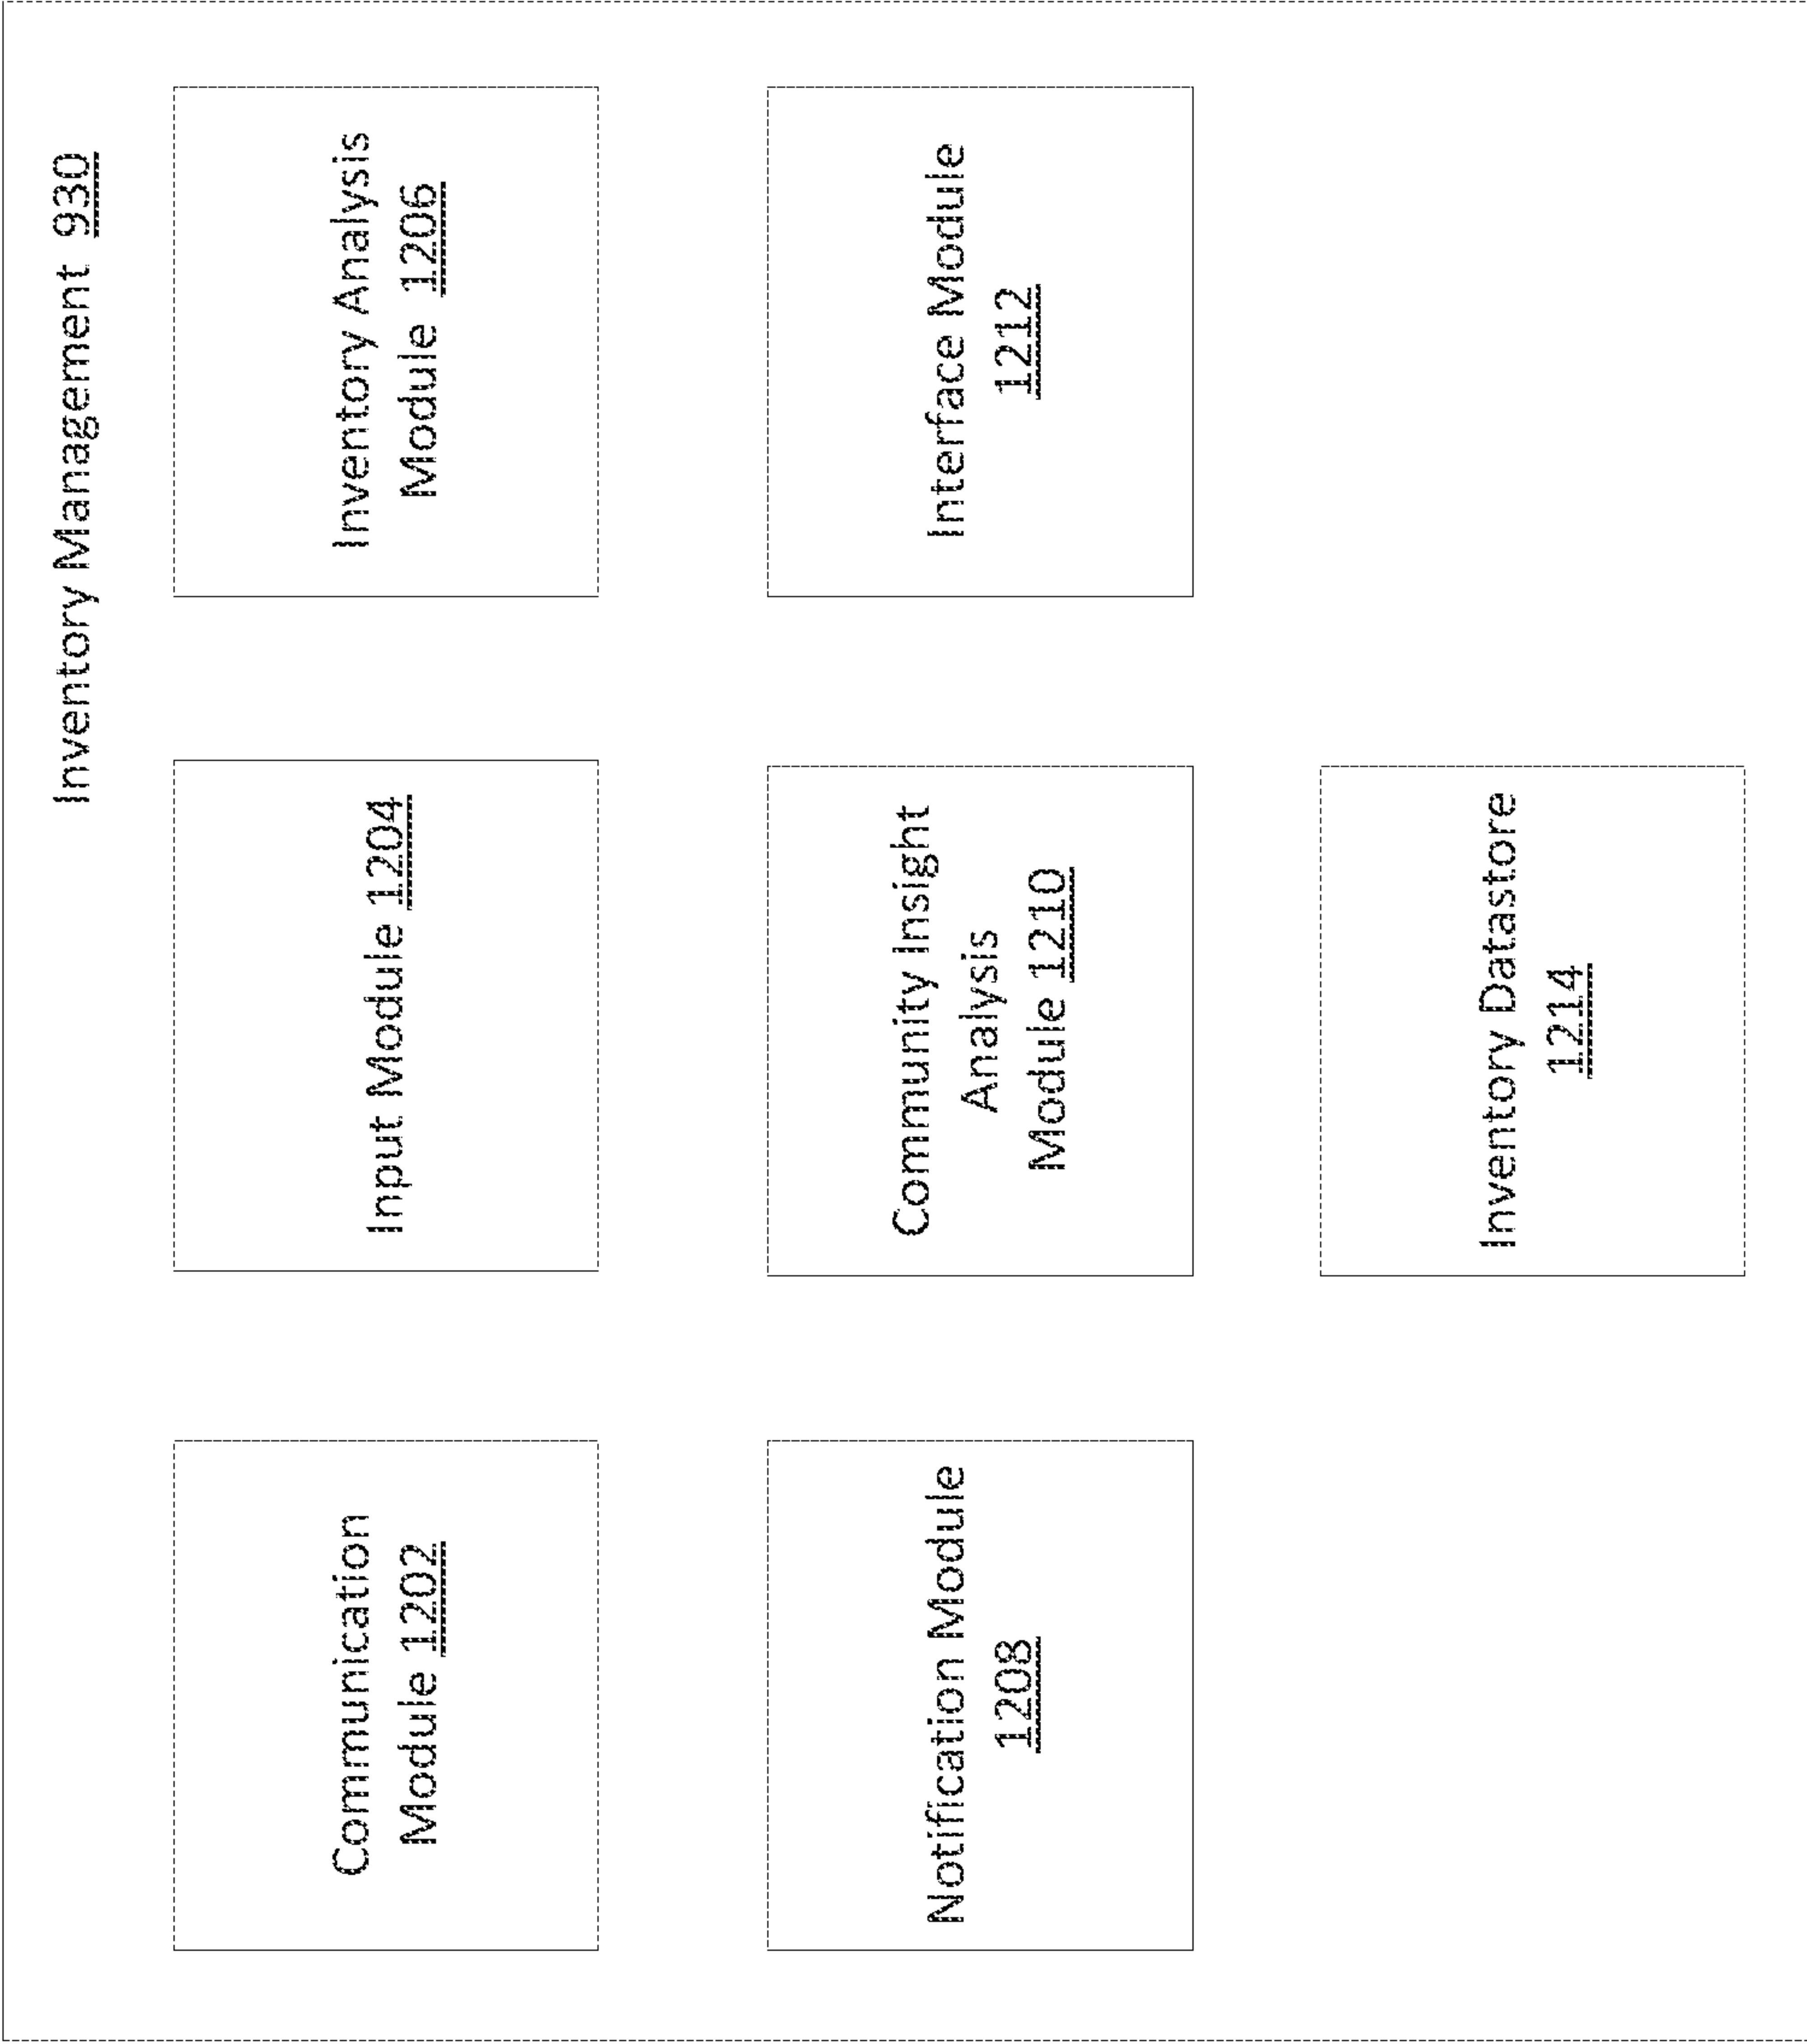 Inventory Management 930
Communication
Module 1202
Input Module 1204
Inventory Analysis
Module 1206
Notification Module
1208
Community Insight
Analysis
Module 1210
Interface Module
1212
Inventory Datastore
1214